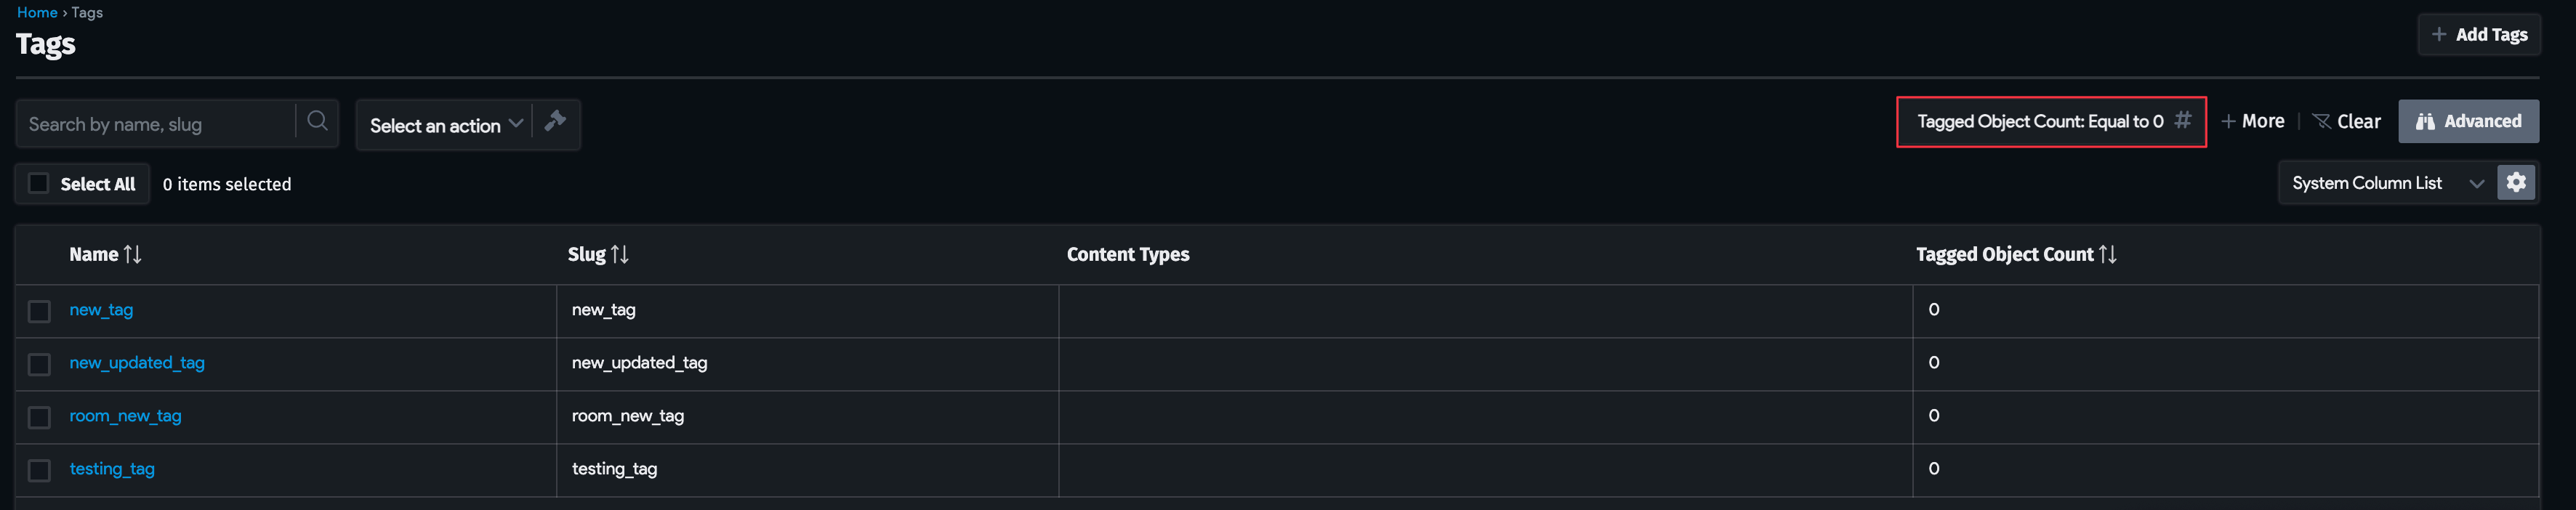 Home › Tags
Tags
+ Add Tags
Search by name, slug
Select an action
Tagged Object Count: Equal to 0 #
+ More
Clear
Advanced
Select All
0 items selected
System Column List
Name Slug Content Types Tagged Object Count
new_tag new_tag 0
new_updated_tag new_updated_tag 0
room_new_tag room_new_tag 0
testing_tag testing_tag 0